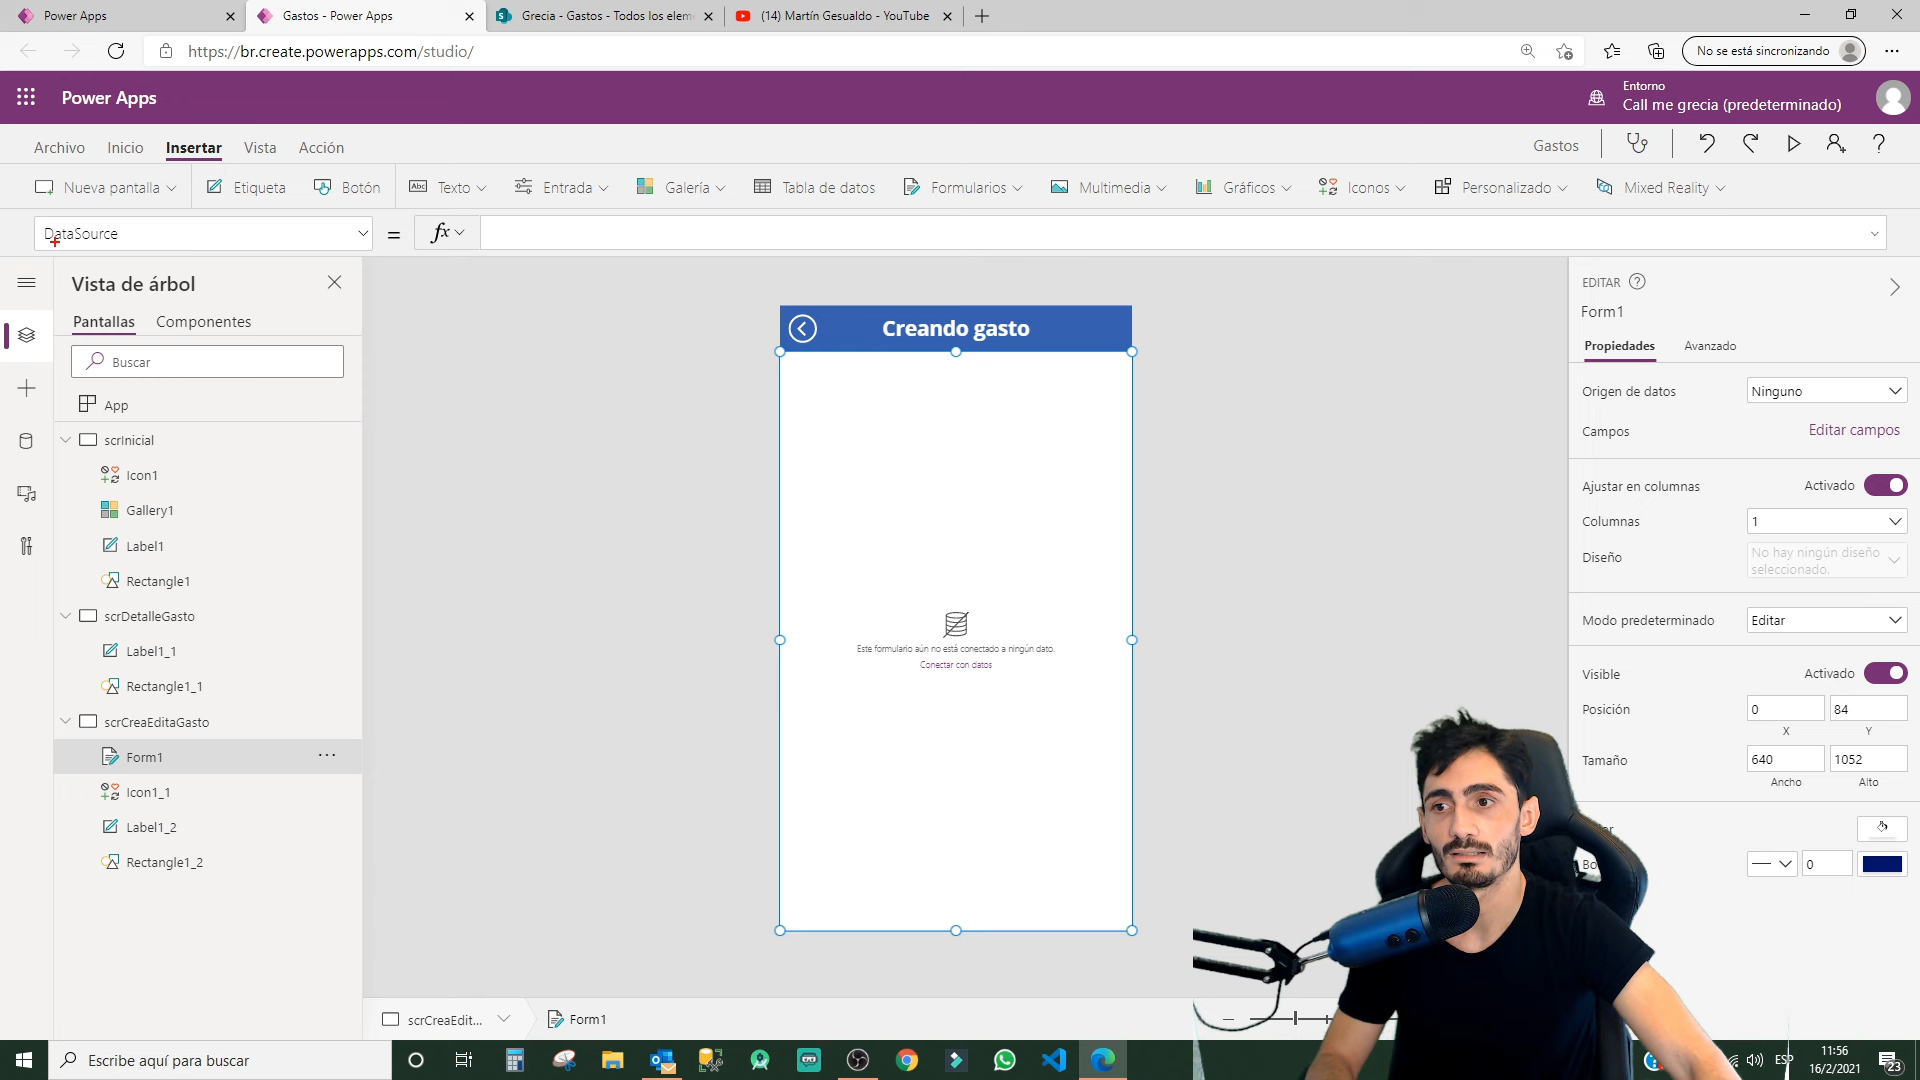 Power Apps
Gastos - Power Apps
Grecia - Gastos - Todos los elem
(14) Martín Gesualdo - YouTube
https://br.create.powerapps.com/studio/
No se está sincronizando
Power Apps
Entorno
Call me grecia (predeterminado)
Archivo Inicio Insertar Vista Acción
Gastos
Nueva pantalla Etiqueta Botón Texto Entrada Galería Tabla de datos Formularios Multimedia Gráficos Iconos Personalizado Mixed Reality
DataSource = fx
Vista de árbol
Pantallas Componentes
Buscar
App
scrInicial
Icon1
Gallery1
Label1
Rectangle1
scrDetalleGasto
Label1_1
Rectangle1_1
scrCreaEditaGasto
Form1
Icon1_1
Label1_2
Rectangle1_2
Creando gasto
Este formulario aún no está conectado a ningún dato.
Conectar con datos
EDITAR
Form1
Propiedades Avanzado
Origen de datos Ninguno
Campos Editar campos
Ajustar en columnas Activado
Columnas 1
Diseño No hay ningún diseño
seleccionado.
Modo predeterminado Editar
Visible Activado
Posición 0 84
X Y
Tamaño 640 1052
Ancho Alto
0
scrCreaEdit... Form1
Escribe aquí para buscar
ESP
11:56
16/2/2021
23